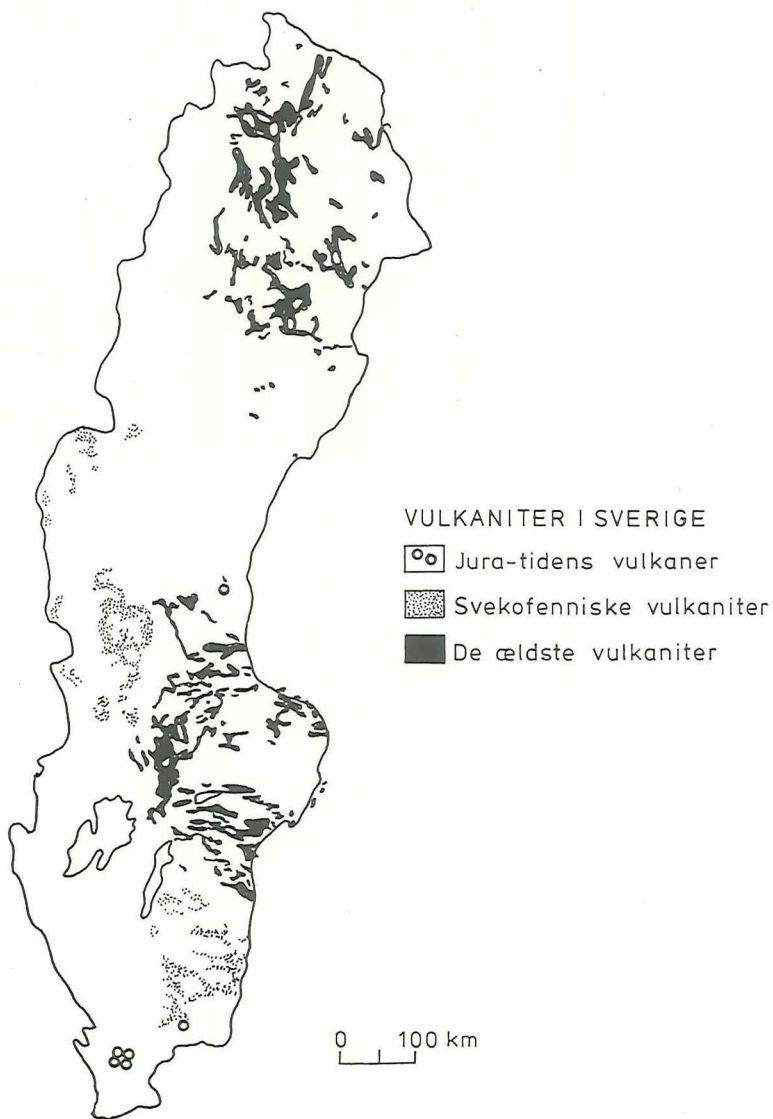 VULKANITER I SVERIGE
Jura-tidens vulkaner
Svekofenniske vulkaniter
De ældste vulkaniter
0 100 km